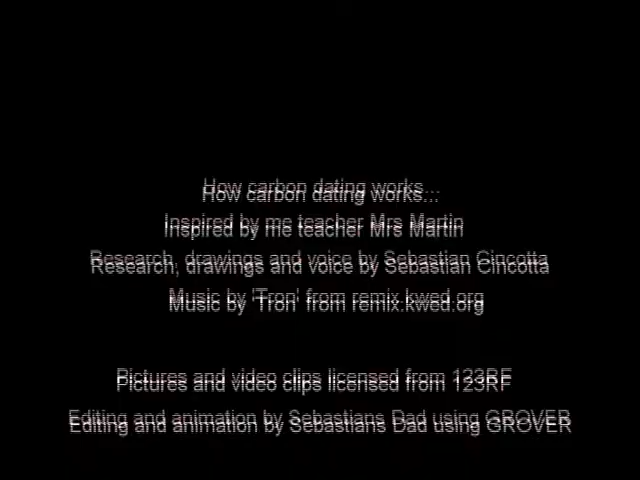 How carbon dating works...
Inspired by me teacher Mrs Martin
Research, drawings and voice by Sebastian Cincotta
Music by 'Tron' from remix.kwed.org
Pictures and video clips licensed from 123RF
Editing and animation by Sebastians Dad using GROVER